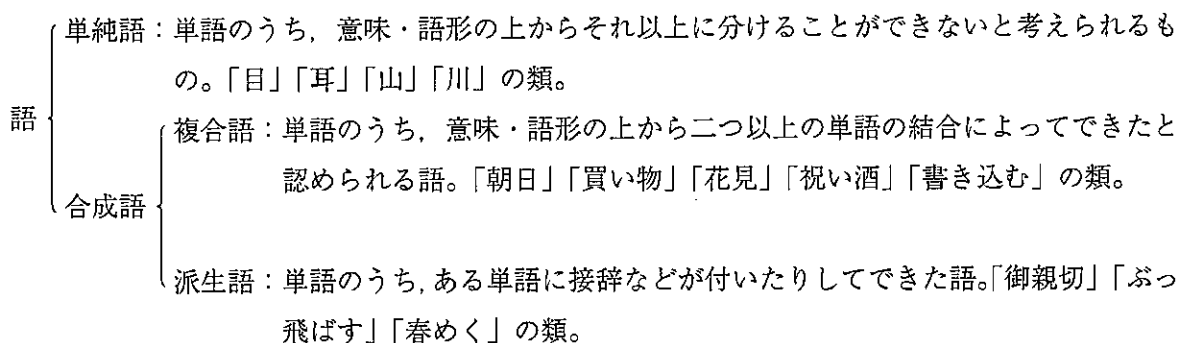 単純語：単語のうち，意味・語形の上からそれ以上に分けることができないと考えられるも
の。「目」「耳」「山」「川」の類。
語
複合語：単語のうち，意味・語形の上から二つ以上の単語の結合によってできたと
認められる語。「朝日」「買い物」「花見」「祝い酒」「書き込む」の類。
合成語
派生語：単語のうち，ある単語に接辞などが付いたりしてできた語。「御親切」「ぶっ
飛ばす」「春めく」の類。